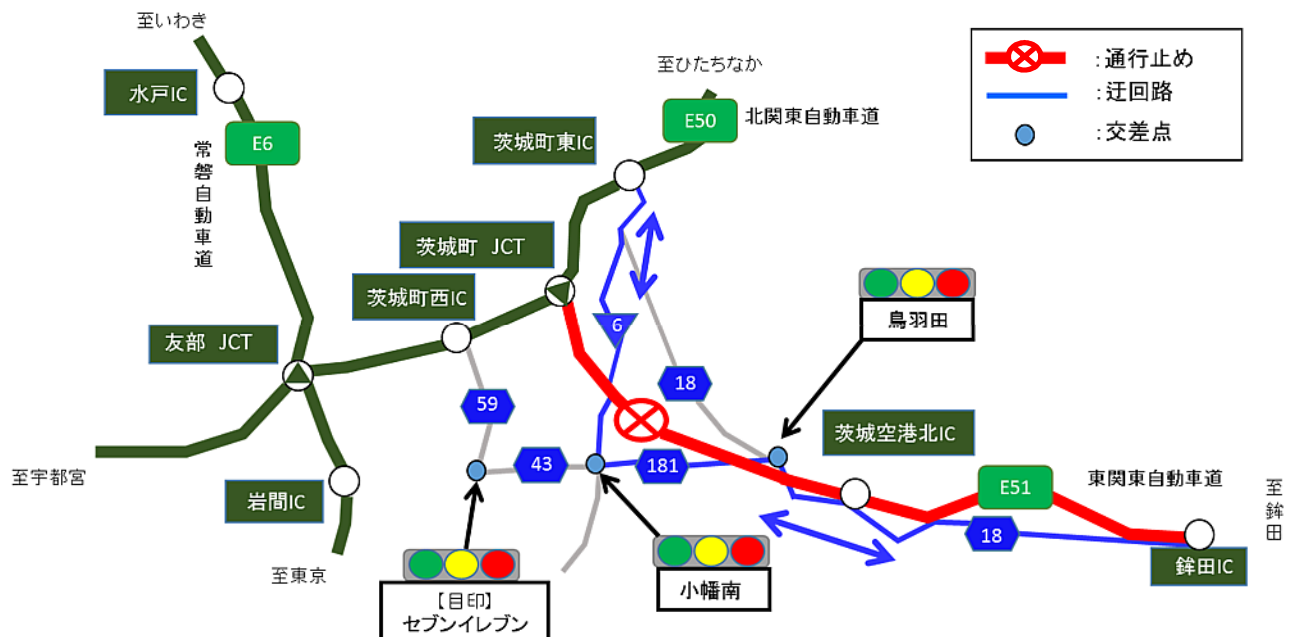 至いわき
水戸IC
E6
常磐自動車道
至ひたちなか
E50
北関東自動車道
茨城町東IC
:通行止め
:迂回路
:交差点
茨城町 JCT
茨城町西IC
友部 JCT
6
鳥羽田
18
59
茨城空港北IC
43
181
至宇都宮
岩間IC
至東京
E51
東関東自動車道
至鉾田
18
鉾田IC
【目印】
セブンイレブン
小幡南